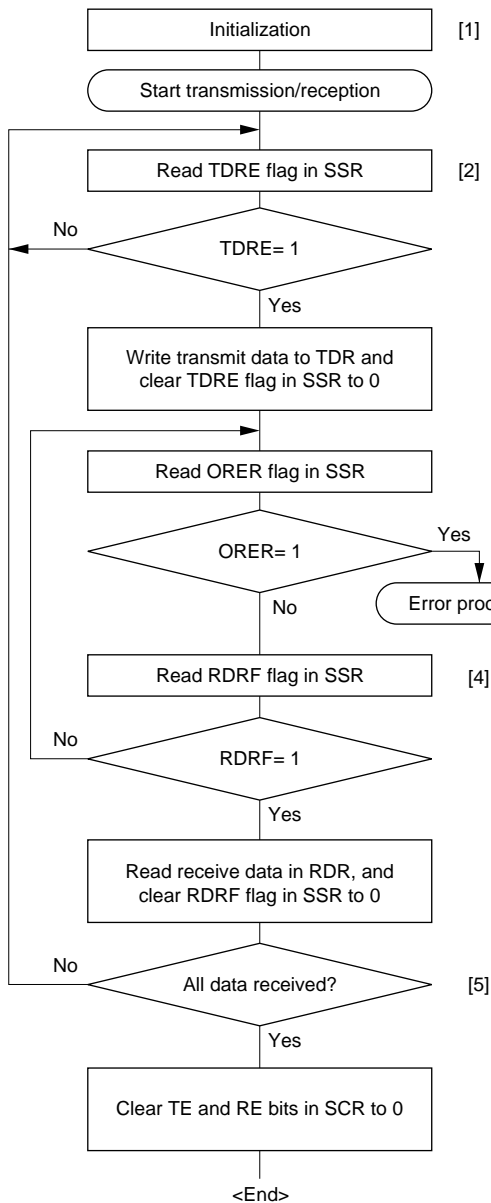 Initialization [1]
Start transmission/reception
Read TDRE flag in SSR [2]
No
TDRE= 1
Yes
Write transmit data to TDR and
clear TDRE flag in SSR to 0
Read ORER flag in SSR
Yes
ORER= 1
No
Error
Read RDRF flag in SSR [4]
No
RDRF= 1
Yes
Read receive data in RDR, and
clear RDRF flag in SSR to 0
No
All data received? [5]
Yes
Clear TE and RE bits in SCR to 0
<End>